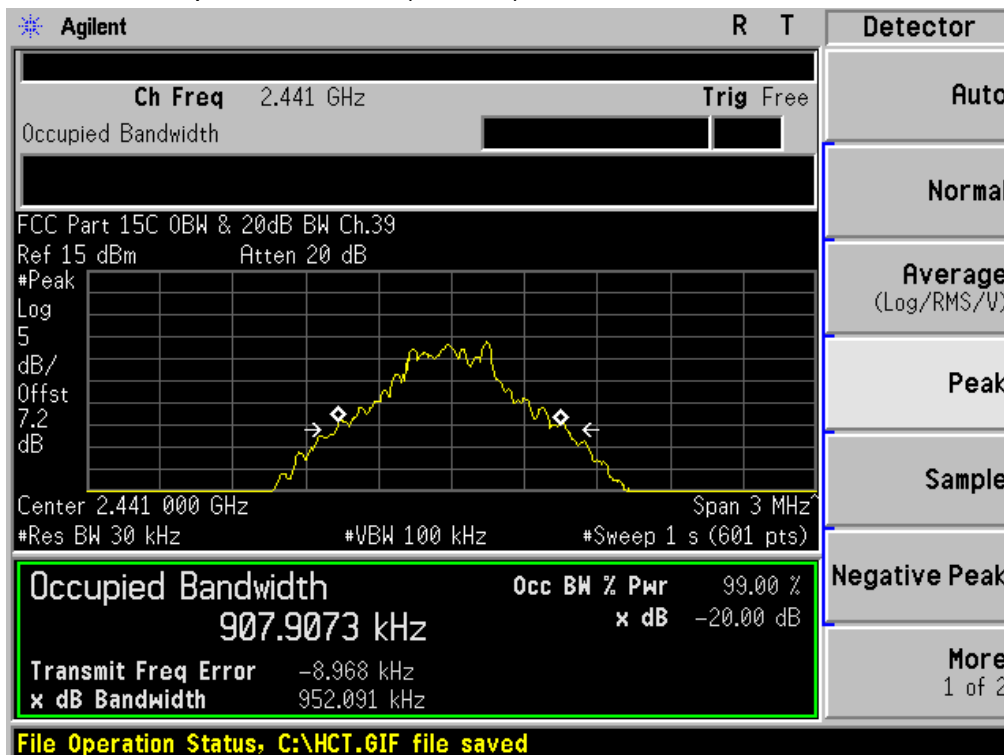 Agilent R T Detector
Ch Freq 2.441 GHz Trig Free
Occupied Bandwidth
Auto
Normal
Average
(Log/RMS/V)
Peak
Sample
Negative Peak
More
1 of 2
FCC Part 15C OBW & 20dB BW Ch.39
Ref 15 dBm Atten 20 dB
#Peak
Log
5
dB/
Offst
7.2
dB
Center 2.441 000 GHz Span 3 MHz^
#Res BW 30 kHz #VBW 100 kHz #Sweep 1 s (601 pts)
Occupied Bandwidth Occ BW % Pwr 99.00 %
907.9073 kHz x dB -20.00 dB
Transmit Freq Error -8.968 kHz
x dB Bandwidth 952.091 kHz
File Operation Status, C:\HCT.GIF file saved